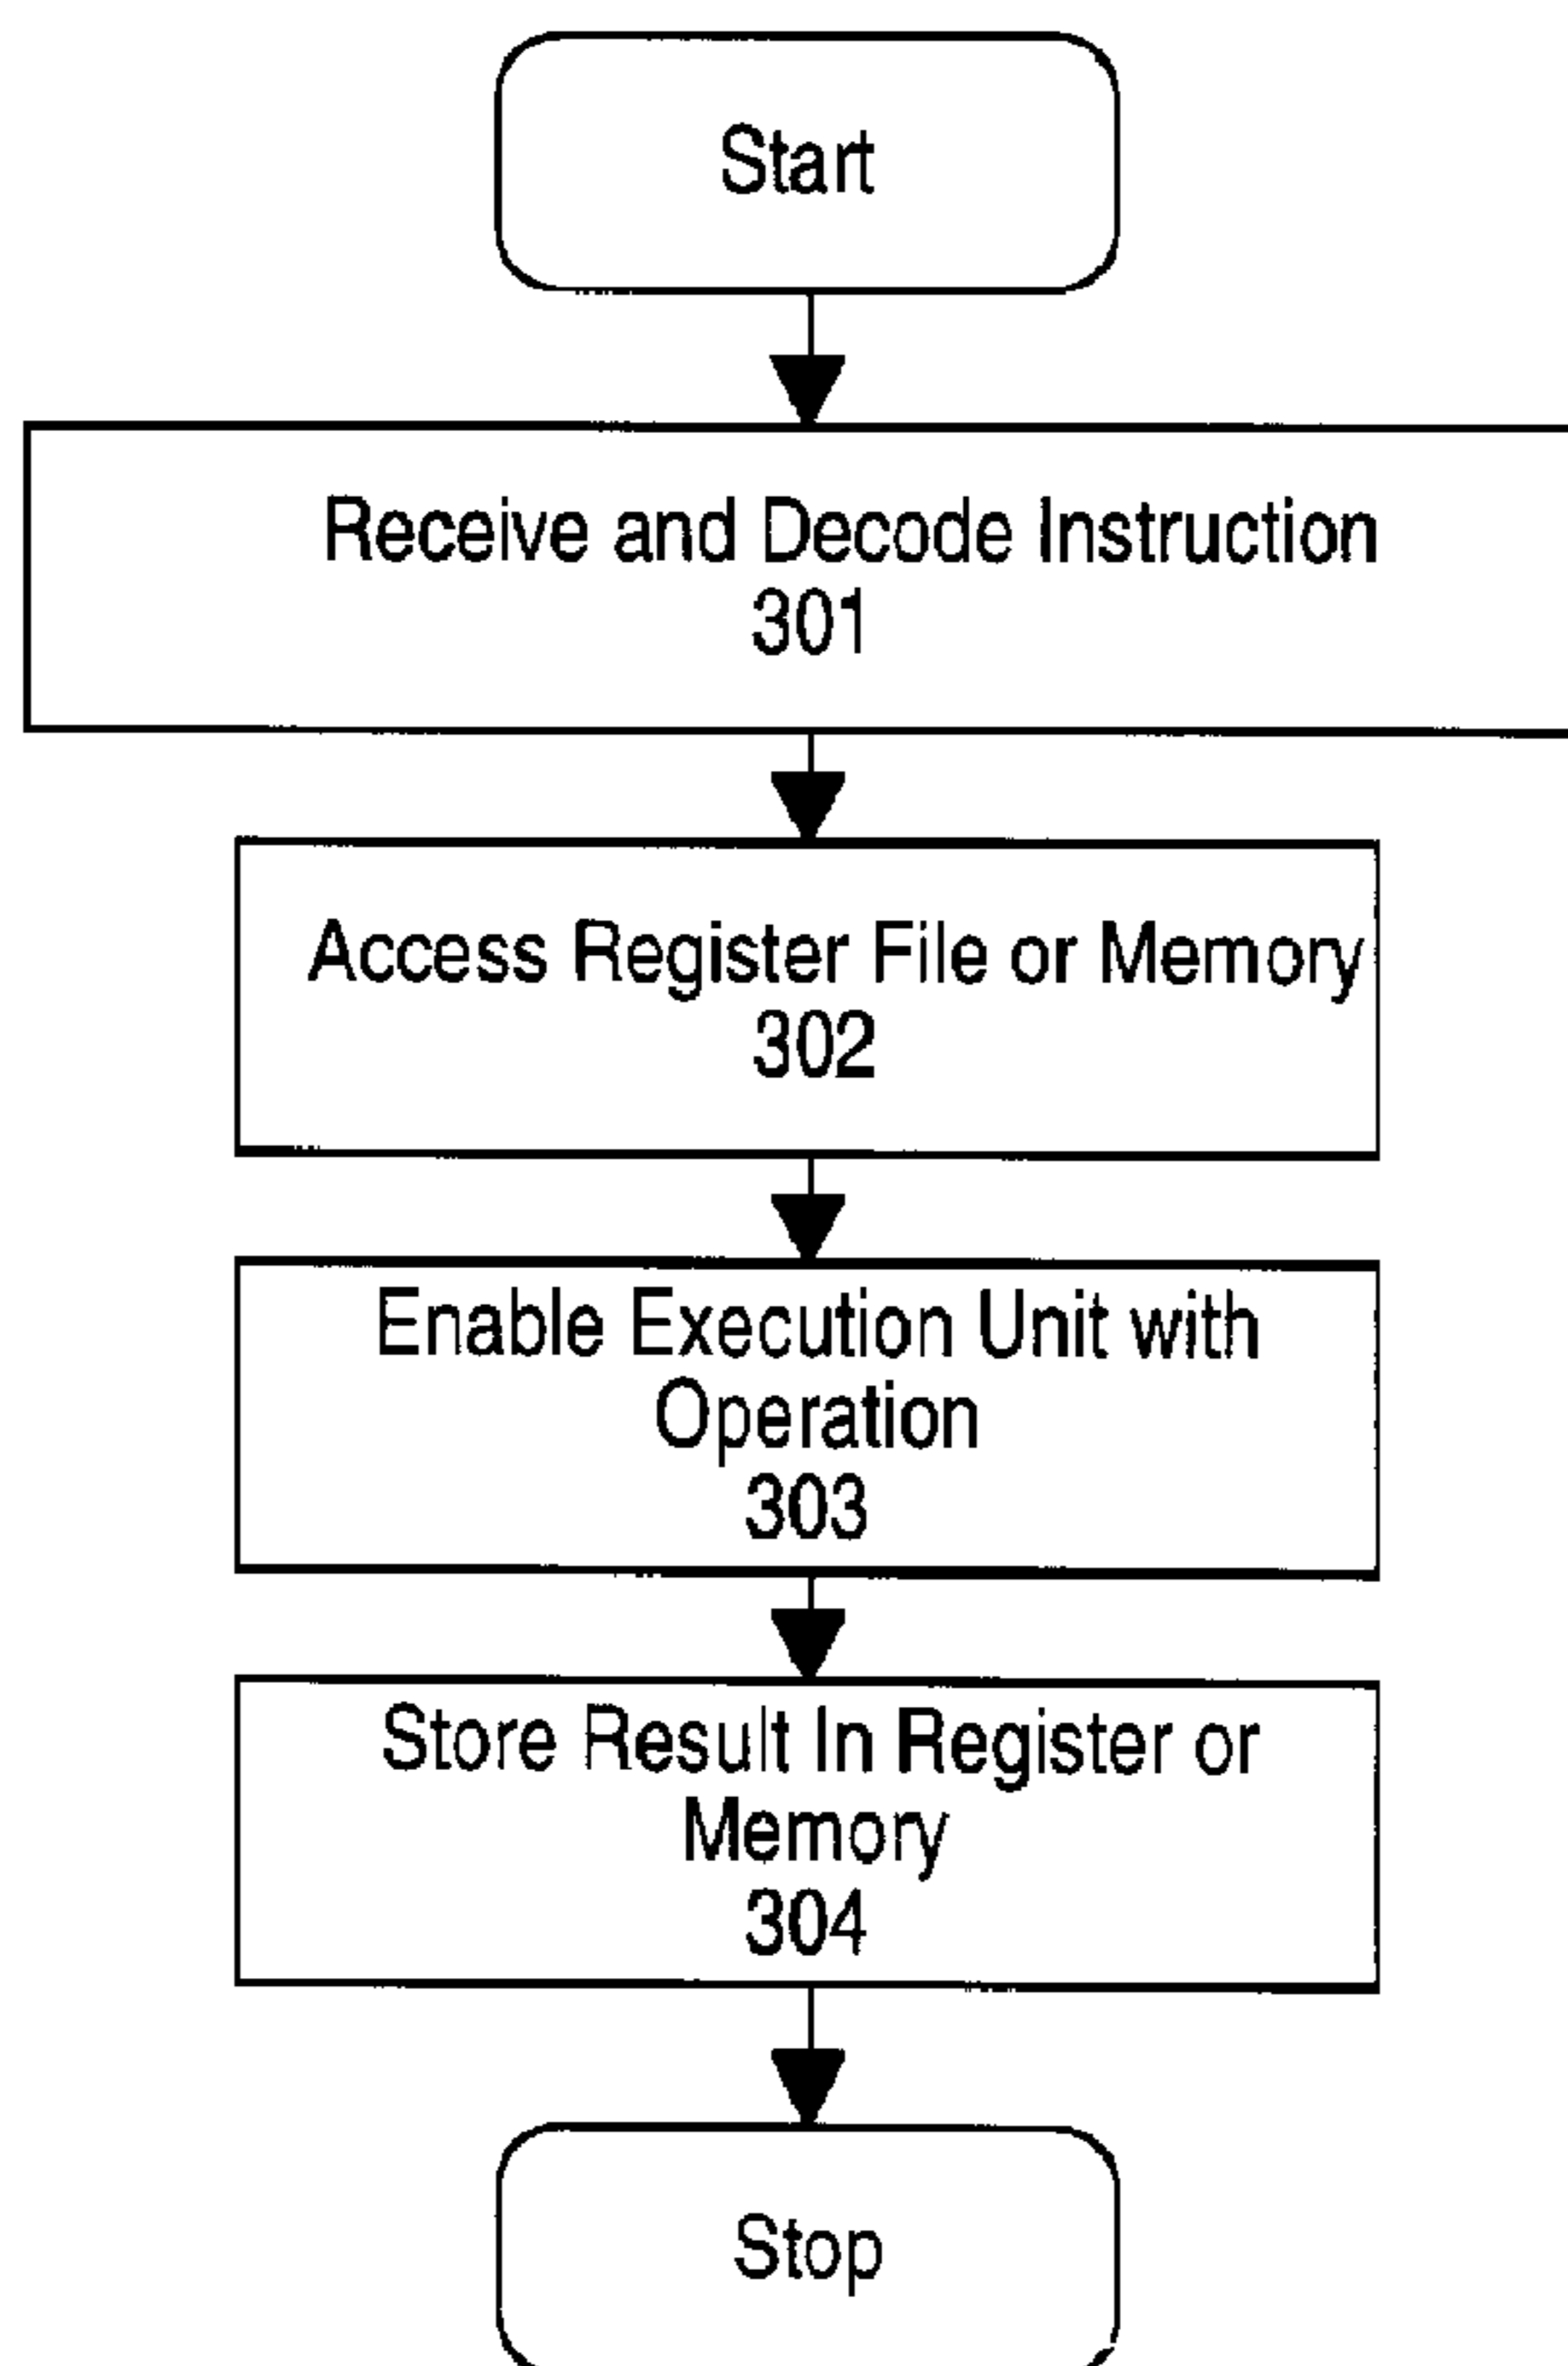 Start
Receive and Decode Instruction
301
Access Register File or Memory
302
Enable Execution Unit with
Operation
303
Store Result In Register or
Memory
304
Stop